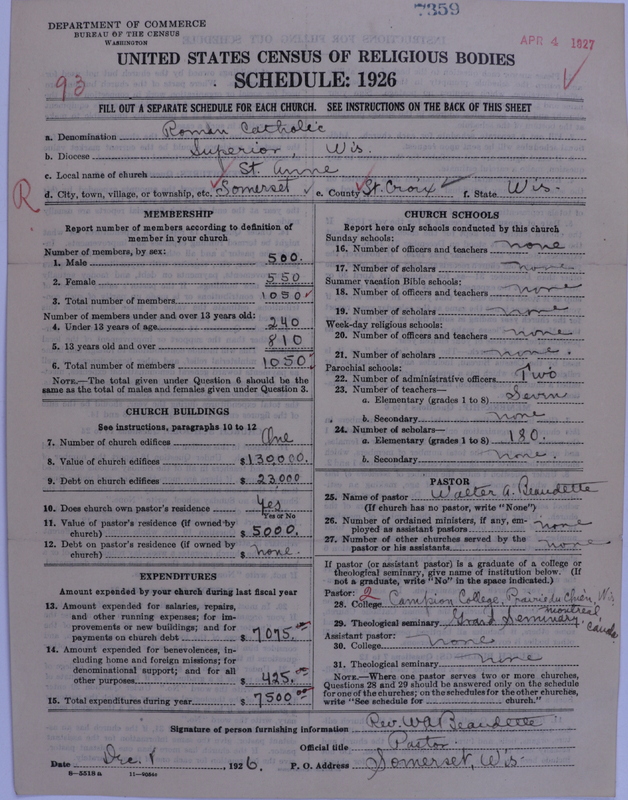 7359
DEPARTMENT OF COMMERCE
BUREAU OF THE CENSUS
WASHINGTON
APR 4 1927
UNITED STATES CENSUS OF RELIGIOUS BODIES
SCHEDULE: 1926
93
FILL OUT A SEPARATE SCHEDULE FOR EACH CHURCH. SEE INSTRUCTIONS ON THE BACK OF THIS SHEET
a. Denomination Roman Catholic
b. Diocese Superior, Wis.
c. Local name of church St. Anne
R
d. City, town, village, or township, etc. Somerset e. County St. Croix f. State Wis.
MEMBERSHIP
Report number of members according to definition of
member in your church
Number of members, by sex:
1. Male 500.
2. Female 550
3. Total number of members 1050
Number of members under and over 13 years old:
4. Under 13 years of age 240
5. 13 years old and over 810
6. Total number of members 1050
NOTE.—The total given under Question 6 should be the
same as the total of males and females given under Question 3.
CHURCH BUILDINGS
See instructions, paragraphs 10 to 12
7. Number of church edifices One
8. Value of church edifices $130000.
9. Debt on church edifices $23,000
10. Does church own pastor's residence Yes
Yes or No
11. Value of pastor's residence (if owned by
church) $5000.
12. Debt on pastor's residence (if owned by
church) $none.
EXPENDITURES
Amount expended by your church during last fiscal year
13. Amount expended for salaries, repairs,
and other running expenses; for im-
provements or new buildings; and for
payments on church debt $7075.00
14. Amount expended for benevolences, in-
cluding home and foreign missions; for
denominational support; and for all
other purposes $425.00
15. Total expenditures during year $7500.00
CHURCH SCHOOLS
Report here only schools conducted by this church
Sunday schools:
16. Number of officers and teachers none
17. Number of scholars none
Summer vacation Bible schools:
18. Number of officers and teachers none
19. Number of scholars none
Week-day religious schools:
20. Number of officers and teachers none
21. Number of scholars none.
Parochial schools:
22. Number of administrative officers Two
23. Number of teachers—
a. Elementary (grades 1 to 8) Sevin
b. Secondary none
24. Number of scholars—
a. Elementary (grades 1 to 8) 180.
b. Secondary none.
PASTOR
25. Name of pastor Walter A. Beaudette
(If church has no pastor, write "None")
26. Number of ordained ministers, if any, em-
ployed as assistant pastors none
27. Number of other churches served by the
pastor or his assistants none
If pastor (or assistant pastor) is a graduate of a college or
theological seminary, give name of institution below. (If
not a graduate, write "No" in the space indicated.)
Pastor: 2
28. College Campion College, Prairie du Chien, Wis
29. Theological seminary Grand Seminary, Montreal Canada
Assistant pastor:
30. College none
31. Theological seminary none
NOTE.—Where one pastor serves two or more churches,
Questions 28 and 29 should be answered only on the schedule
for one of the churches; on the schedules for the other churches,
write "See schedule for church."
Signature of person furnishing information Rev. W A Beaudette
Official title Pastor.
Date Dec. 1 1926. P. O. Address Somerset, Wis.
8—5518 a 11—9054